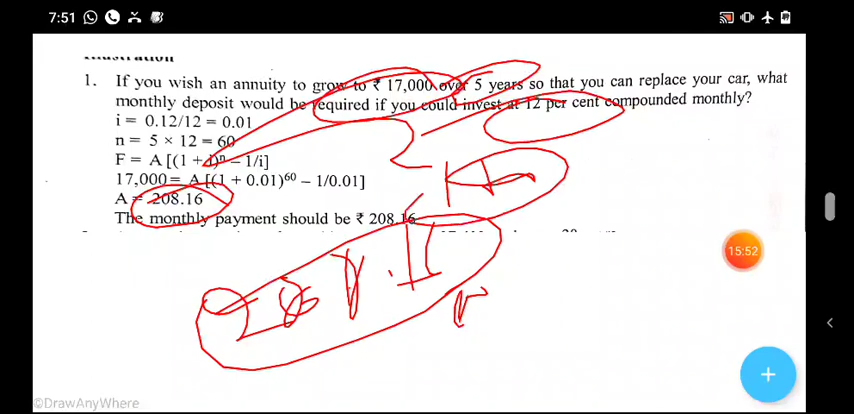 7:51
1. If you wish an annuity to grow to ₹ 17,000 over 5 years so that you can replace your car, what
monthly deposit would be required if you could invest at 12 per cent compounded monthly?
i = 0.12/12 = 0.01
n = 5 × 12 = 60
F = A [(1 + i)ⁿ – 1/i]
17,000 = A [(1 + 0.01)⁶⁰ – 1/0.01]
A = 208.16
The monthly payment should be ₹ 208.16
15:52
©DrawAnyWhere